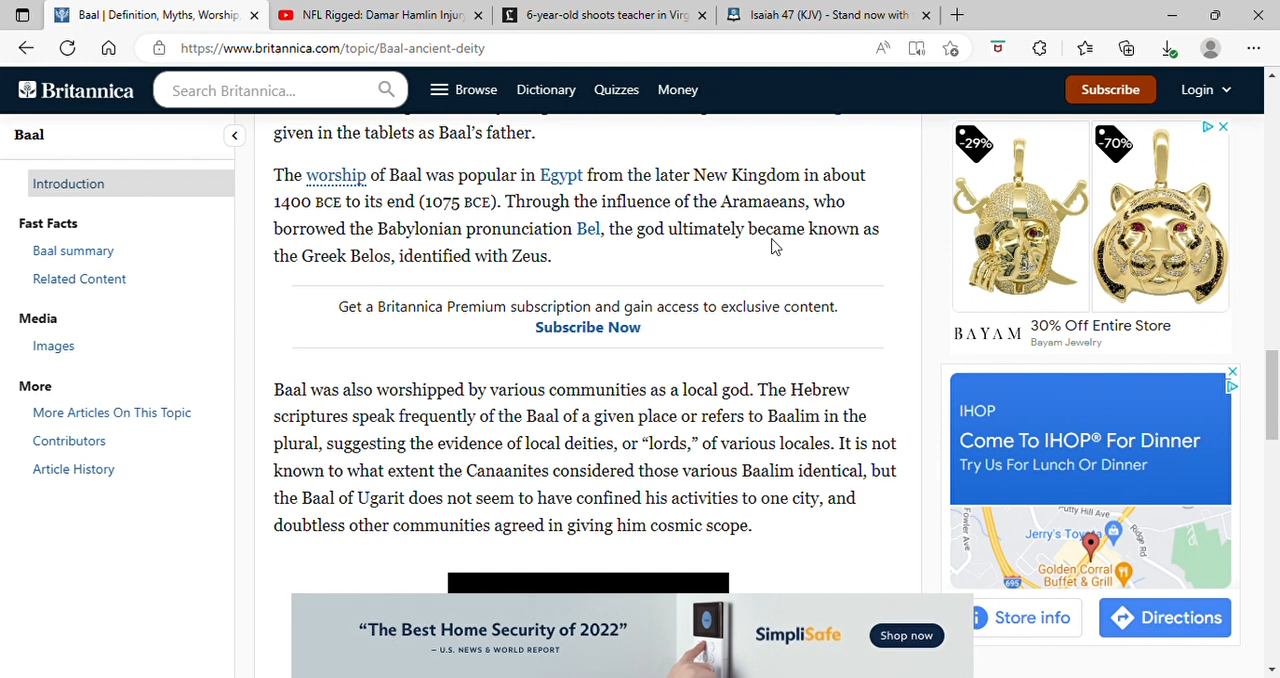 Baal | Definition, Myths, Worship,
NFL Rigged: Damar Hamlin Injur
6-year-old shoots teacher in Virg
Isaiah 47 (KJV) - Stand now with
https://www.britannica.com/topic/Baal-ancient-deity
Britannica
Search Britannica...
Browse
Dictionary
Quizzes
Money
Subscribe
Login
Baal
Introduction
Fast Facts
Baal summary
Related Content
Media
Images
More
More Articles On This Topic
Contributors
Article History
given in the tablets as Baal's father.
The worship of Baal was popular in Egypt from the later New Kingdom in about
1400 BCE to its end (1075 BCE). Through the influence of the Aramaeans, who
borrowed the Babylonian pronunciation Bel, the god ultimately became known as
the Greek Belos, identified with Zeus.
Get a Britannica Premium subscription and gain access to exclusive content.
Subscribe Now
Baal was also worshipped by various communities as a local god. The Hebrew
scriptures speak frequently of the Baal of a given place or refers to Baalim in the
plural, suggesting the evidence of local deities, or “lords,” of various locales. It is not
known to what extent the Canaanites considered those various Baalim identical, but
the Baal of Ugarit does not seem to have confined his activities to one city, and
doubtless other communities agreed in giving him cosmic scope.
“The Best Home Security of 2022”
– U.S. NEWS & WORLD REPORT
SimpliSafe
Shop now
-29%
-70%
BAYAM
30% Off Entire Store
Bayam Jewelry
IHOP
Come To IHOP® For Dinner
Try Us For Lunch Or Dinner
Putty Hill Ave
Fowler Ave
Jerry's Toyota
Ridge Rd
Golden Corral
Buffet & Grill
695
Store info
Directions